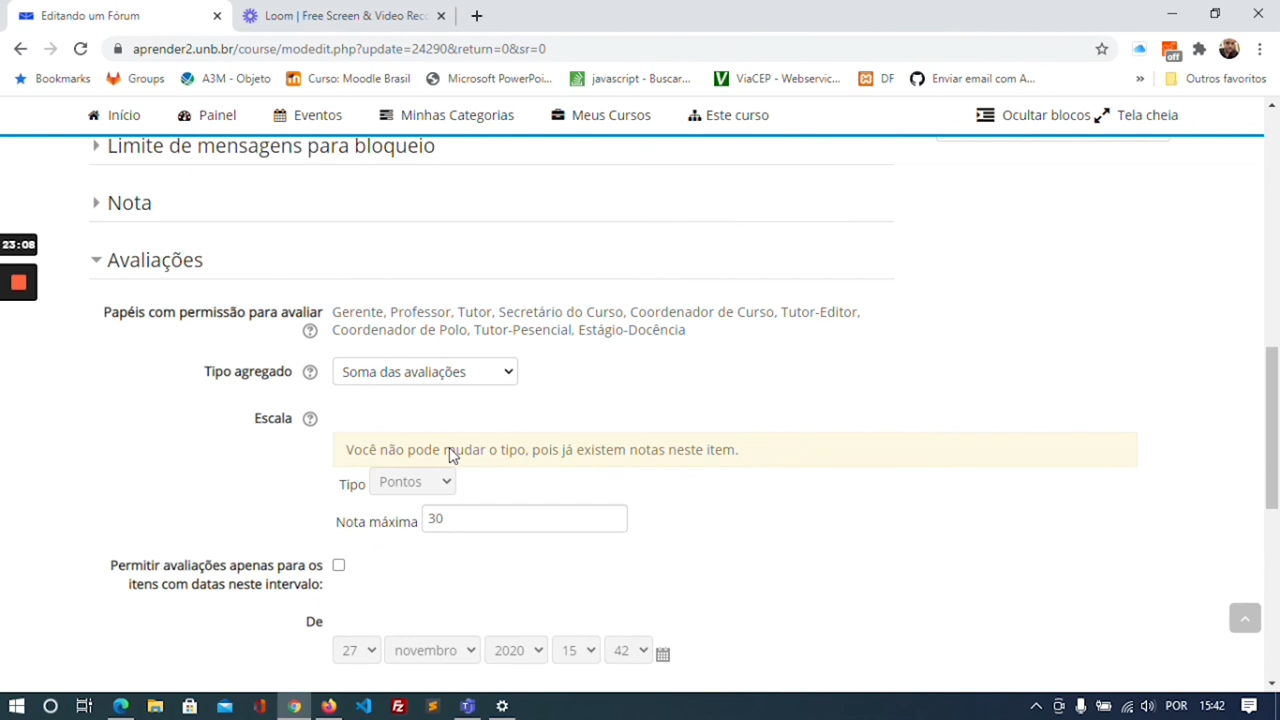 Editando um Fórum
Loom | Free Screen & Video Rec
aprender2.unb.br/course/modedit.php?update=24290&return=0&sr=0
off
Bookmarks
Groups
A3M - Objeto
Curso: Moodle Brasil
Microsoft PowerPoi...
javascript - Buscar...
ViaCEP - Webservic...
DF
Enviar email com A...
»
Outros favoritos
Início
Painel
Eventos
Minhas Categorias
Meus Cursos
Este curso
Ocultar blocos
Tela cheia
Limite de mensagens para bloqueio
Nota
23:08
Avaliações
Papéis com permissão para avaliar
Gerente, Professor, Tutor, Secretário do Curso, Coordenador de Curso, Tutor-Editor,
Coordenador de Polo, Tutor-Pesencial, Estágio-Docência
Tipo agregado
Soma das avaliações
Escala
Você não pode mudar o tipo, pois já existem notas neste item.
Tipo
Pontos
Nota máxima
30
Permitir avaliações apenas para os
itens com datas neste intervalo:
De
27
novembro
2020
15
42
POR
15:42